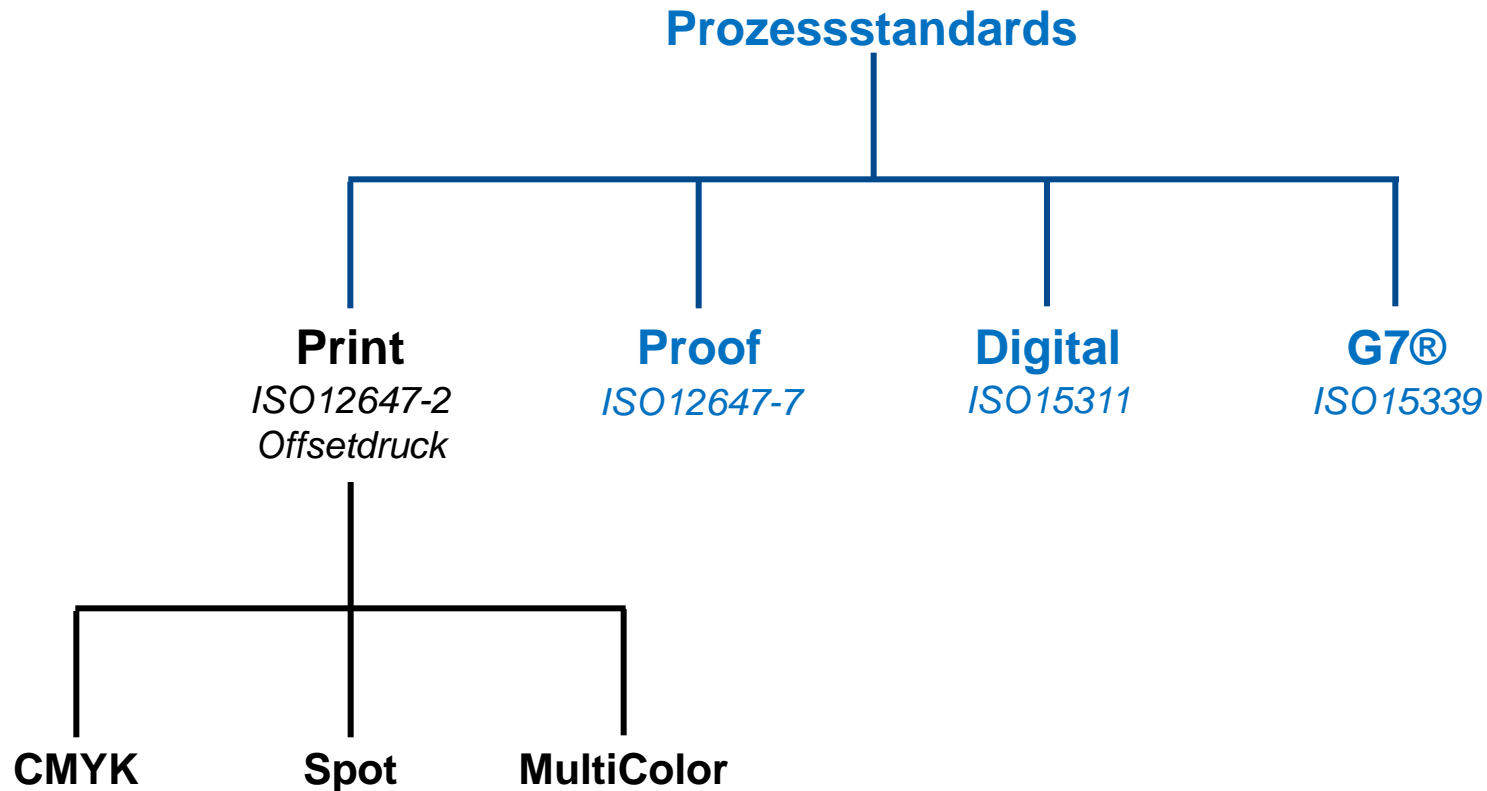 Prozessstandards
Print
ISO12647-2
Offsetdruck
Proof
ISO12647-7
Digital
ISO15311
G7®
ISO15339
CMYK
Spot
MultiColor